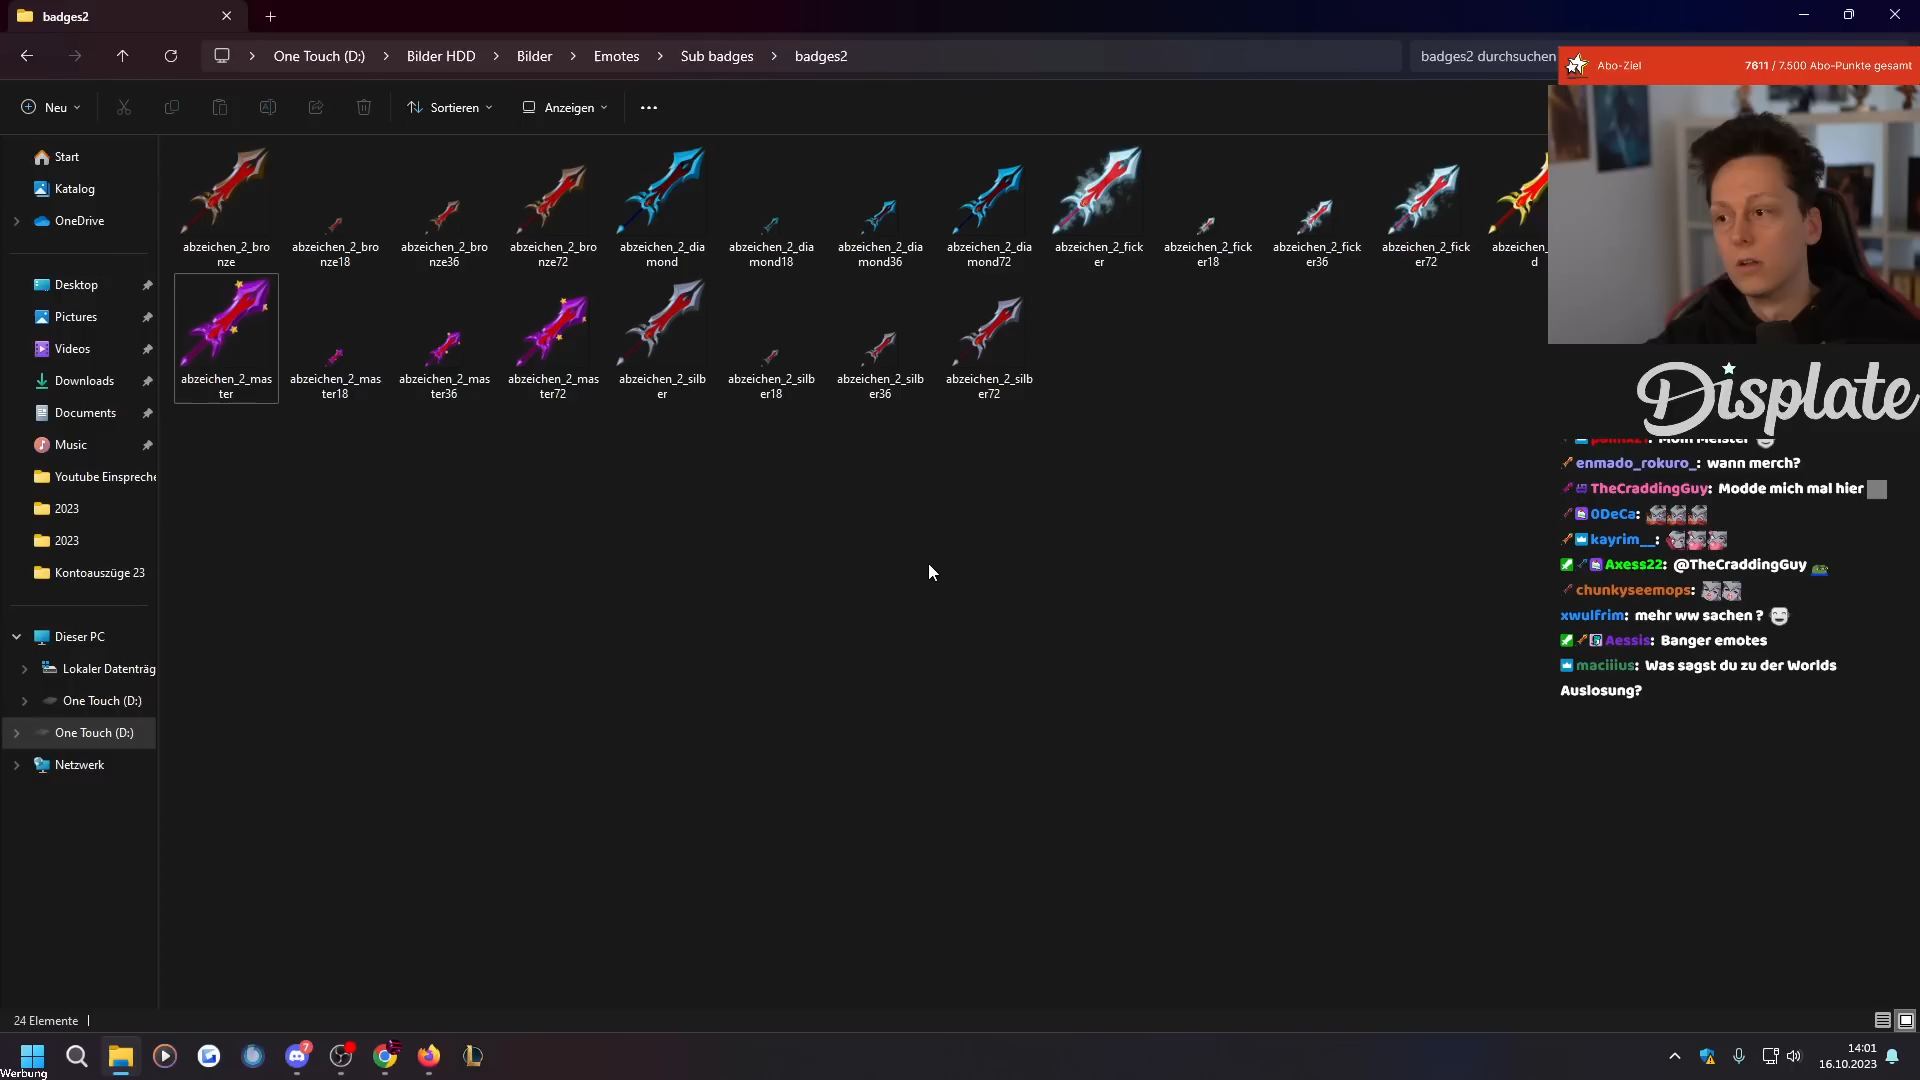 badges2
One Touch (D:) Bilder HDD Bilder Emotes Sub badges badges2
badges2 durchsuchen
Abo-Ziel 7611 / 7.500 Abo-Punkte gesamt
Neu Sortieren Anzeigen
Start
Katalog
OneDrive
Desktop
Pictures
Videos
Downloads
Documents
Music
Youtube Einspreche
2023
2023
Kontoauszüge 23
Dieser PC
Lokaler Datenträg
One Touch (D:)
One Touch (D:)
Netzwerk
abzeichen_2_bro
nze
abzeichen_2_bro
nze18
abzeichen_2_bro
nze36
abzeichen_2_bro
nze72
abzeichen_2_dia
mond
abzeichen_2_dia
mond18
abzeichen_2_dia
mond36
abzeichen_2_dia
mond72
abzeichen_2_fick
er
abzeichen_2_fick
er18
abzeichen_2_fick
er36
abzeichen_2_fick
er72
abzeichen_
d
abzeichen_2_mas
ter
abzeichen_2_mas
ter18
abzeichen_2_mas
ter36
abzeichen_2_mas
ter72
abzeichen_2_silb
er
abzeichen_2_silb
er18
abzeichen_2_silb
er36
abzeichen_2_silb
er72
Displate
Moin Meister
enmado_rokuro_: wann merch?
TheCraddingGuy: Modde mich mal hier
0DeCa:
kayrim__:
Axess22: @TheCraddingGuy
chunkyseemops:
xwulfrim: mehr ww sachen ?
Aessis: Banger emotes
maciiius: Was sagst du zu der Worlds
Auslosung?
24 Elemente
Werbung
7
14:01
16.10.2023